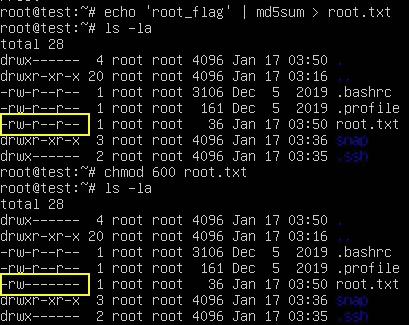 root@test:~# echo 'root_flag' | md5sum > root.txt
root@test:~# ls -la
total 28
drwx------  4 root root 4096 Jan 17 03:50 .
drwxr-xr-x 20 root root 4096 Jan 17 03:16 ..
-rw-r--r--  1 root root 3106 Dec  5  2019 .bashrc
-rw-r--r--  1 root root  161 Dec  5  2019 .profile
-rw-r--r--  1 root root   36 Jan 17 03:50 root.txt
drwxr-xr-x  3 root root 4096 Jan 17 03:36 snap
drwx------  2 root root 4096 Jan 17 03:35 .ssh
root@test:~# chmod 600 root.txt
root@test:~# ls -la
total 28
drwx------  4 root root 4096 Jan 17 03:50 .
drwxr-xr-x 20 root root 4096 Jan 17 03:16 ..
-rw-r--r--  1 root root 3106 Dec  5  2019 .bashrc
-rw-r--r--  1 root root  161 Dec  5  2019 .profile
-rw-------  1 root root   36 Jan 17 03:50 root.txt
drwxr-xr-x  3 root root 4096 Jan 17 03:36 snap
drwx------  2 root root 4096 Jan 17 03:35 .ssh